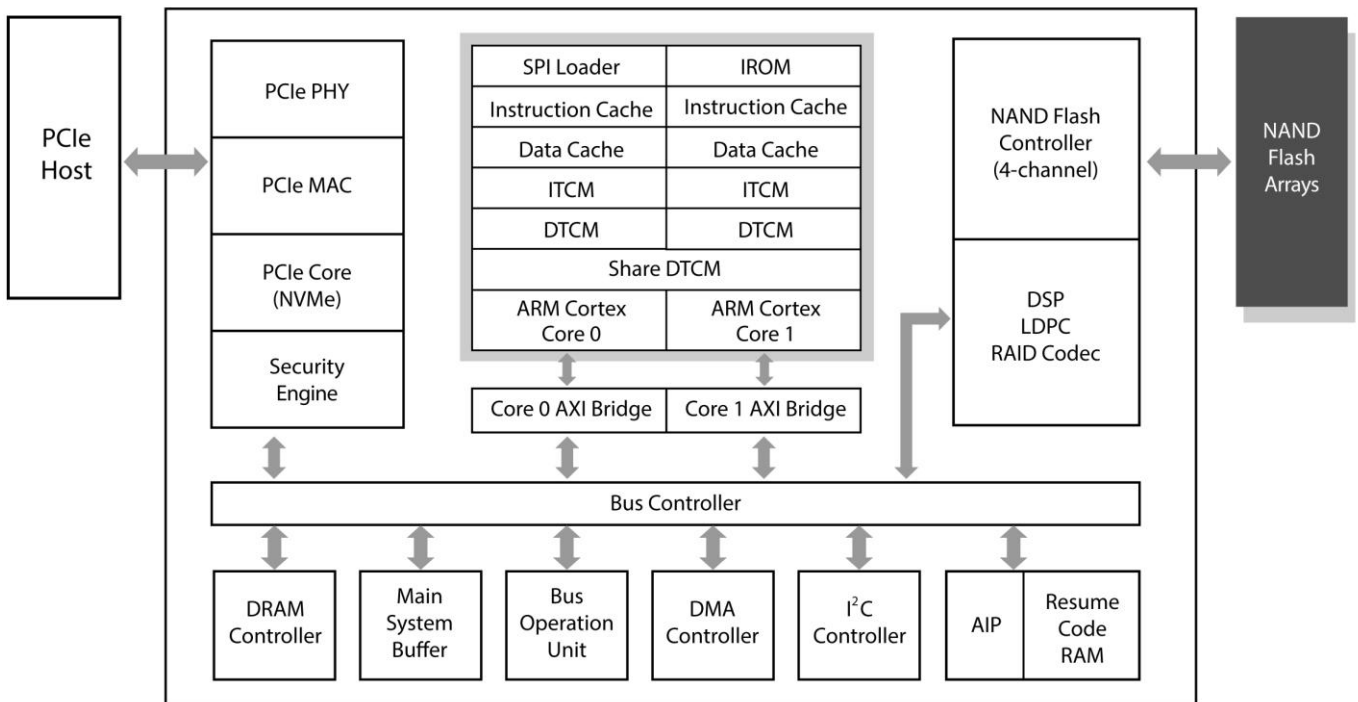 PCIe
Host
PCIe PHY
PCIe MAC
PCIe Core
(NVMe)
Security
Engine
SPI Loader
IROM
Instruction Cache
Instruction Cache
Data Cache
Data Cache
ITCM
ITCM
DTCM
DTCM
Share DTCM
ARM Cortex
Core 0
ARM Cortex
Core 1
Core 0 AXI Bridge
Core 1 AXI Bridge
NAND Flash
Controller
(4-channel)
DSP
LDPC
RAID Codec
NAND
Flash
Arrays
Bus Controller
DRAM
Controller
Main
System
Buffer
Bus
Operation
Unit
DMA
Controller
I²C
Controller
AIP
Resume
Code
RAM